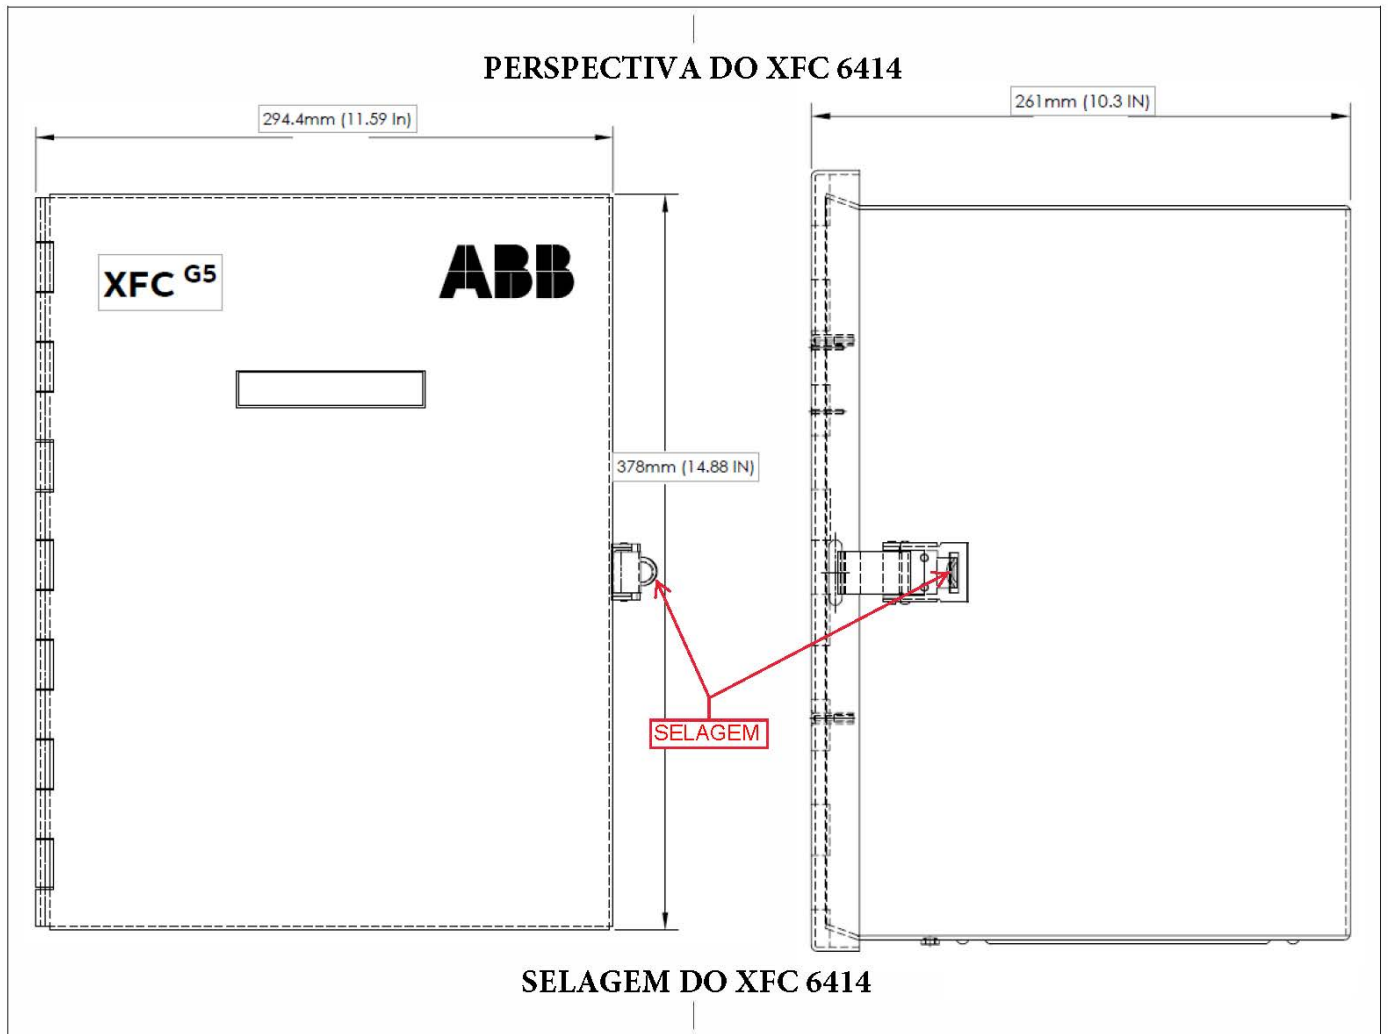 PERSPECTIVA DO XFC 6414
294.4mm (11.59 In)
261mm (10.3 IN)
XFC G5
ABB
378mm (14.88 IN)
SELAGEM
SELAGEM DO XFC 6414